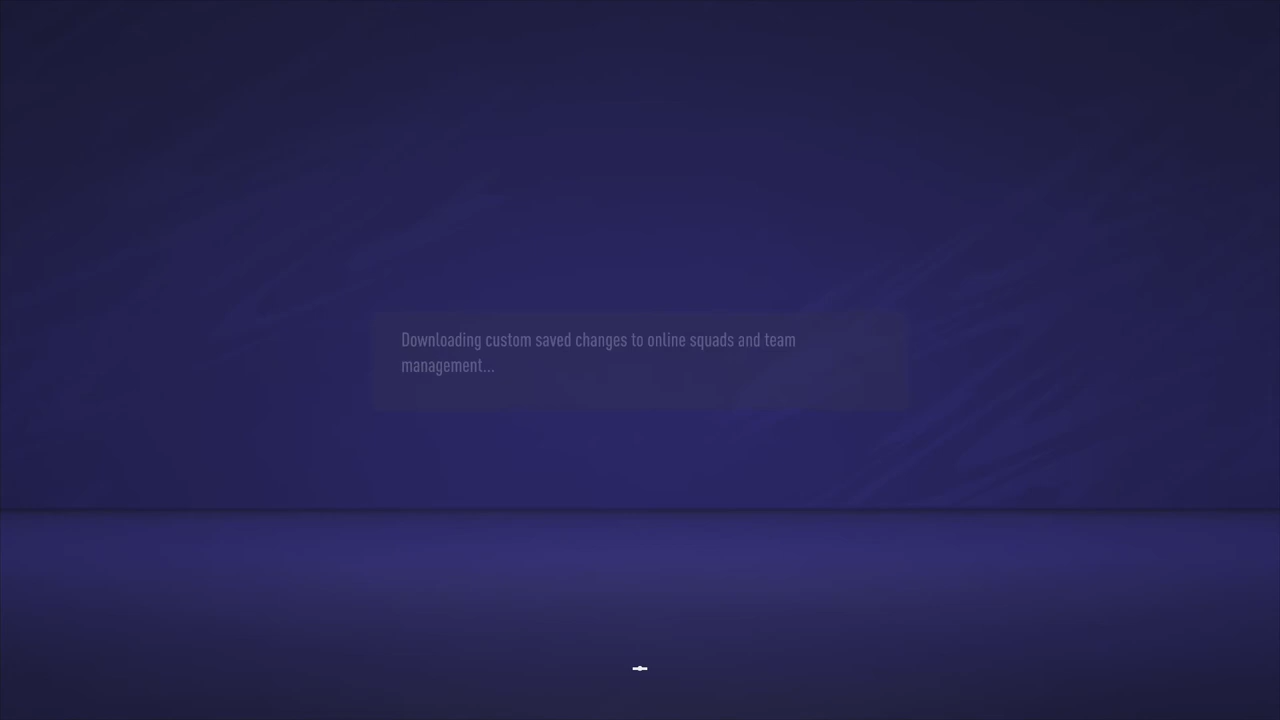 Downloading custom saved changes to online squads and team
management...